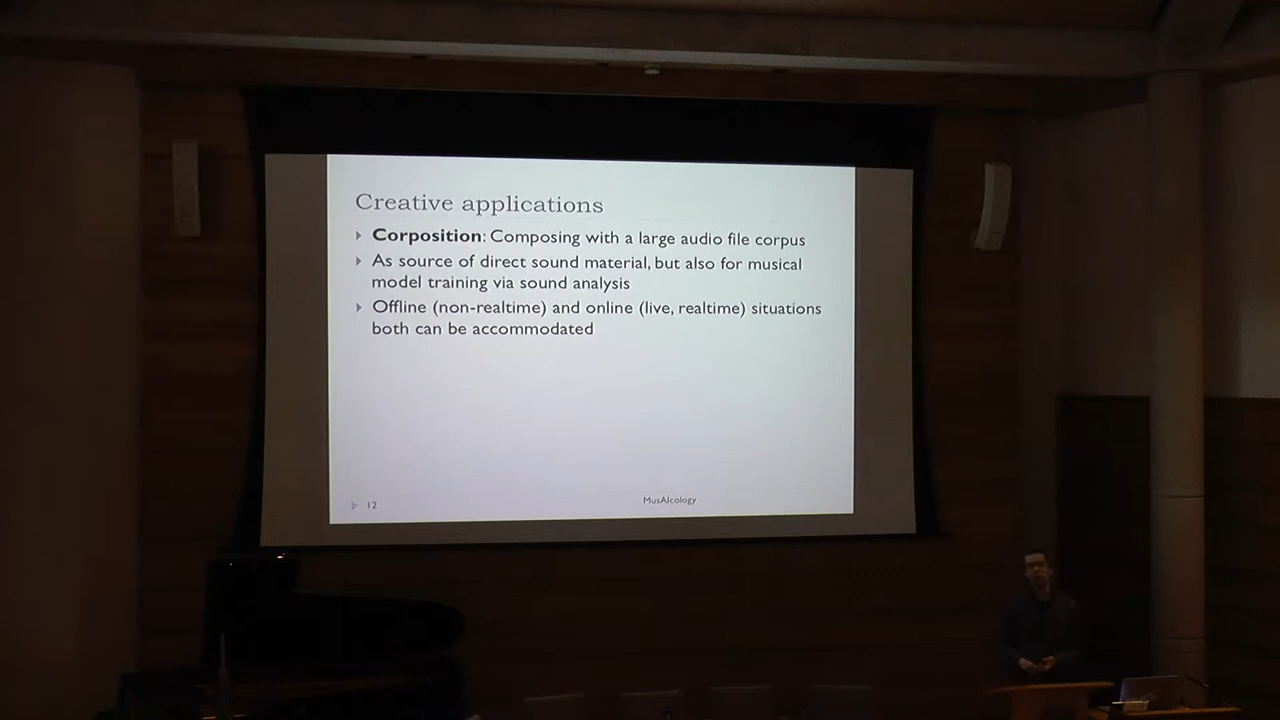 Creative applications
Corposition: Composing with a large audio file corpus
As source of direct sound material, but also for musical
model training via sound analysis
Offline (non-realtime) and online (live, realtime) situations
both can be accommodated
12
MusAIcology